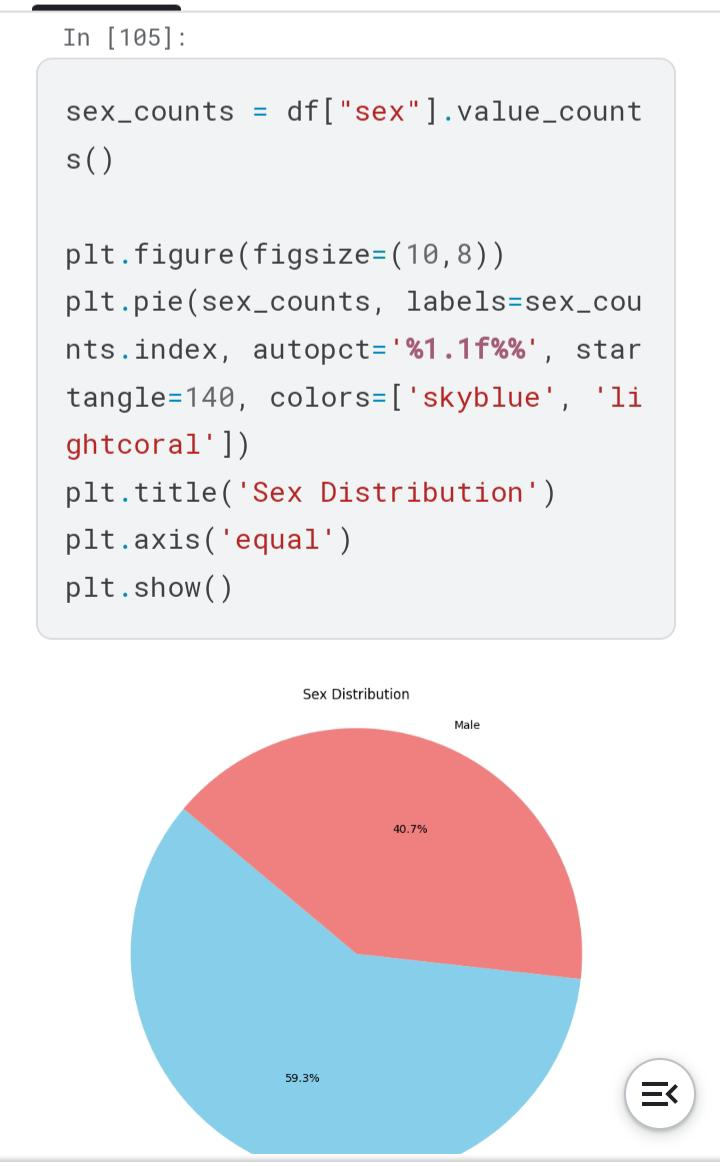 In [105]:
sex_counts = df["sex"].value_count
s()
plt.figure(figsize=(10,8))
plt.pie(sex_counts, labels=sex_cou
nts.index, autopct='%1.1f%%', star
tangle=140, colors=['skyblue', 'li
ghtcoral'])
plt.title('Sex Distribution')
plt.axis('equal')
plt.show()
Sex Distribution
Male
40.7%
59.3%